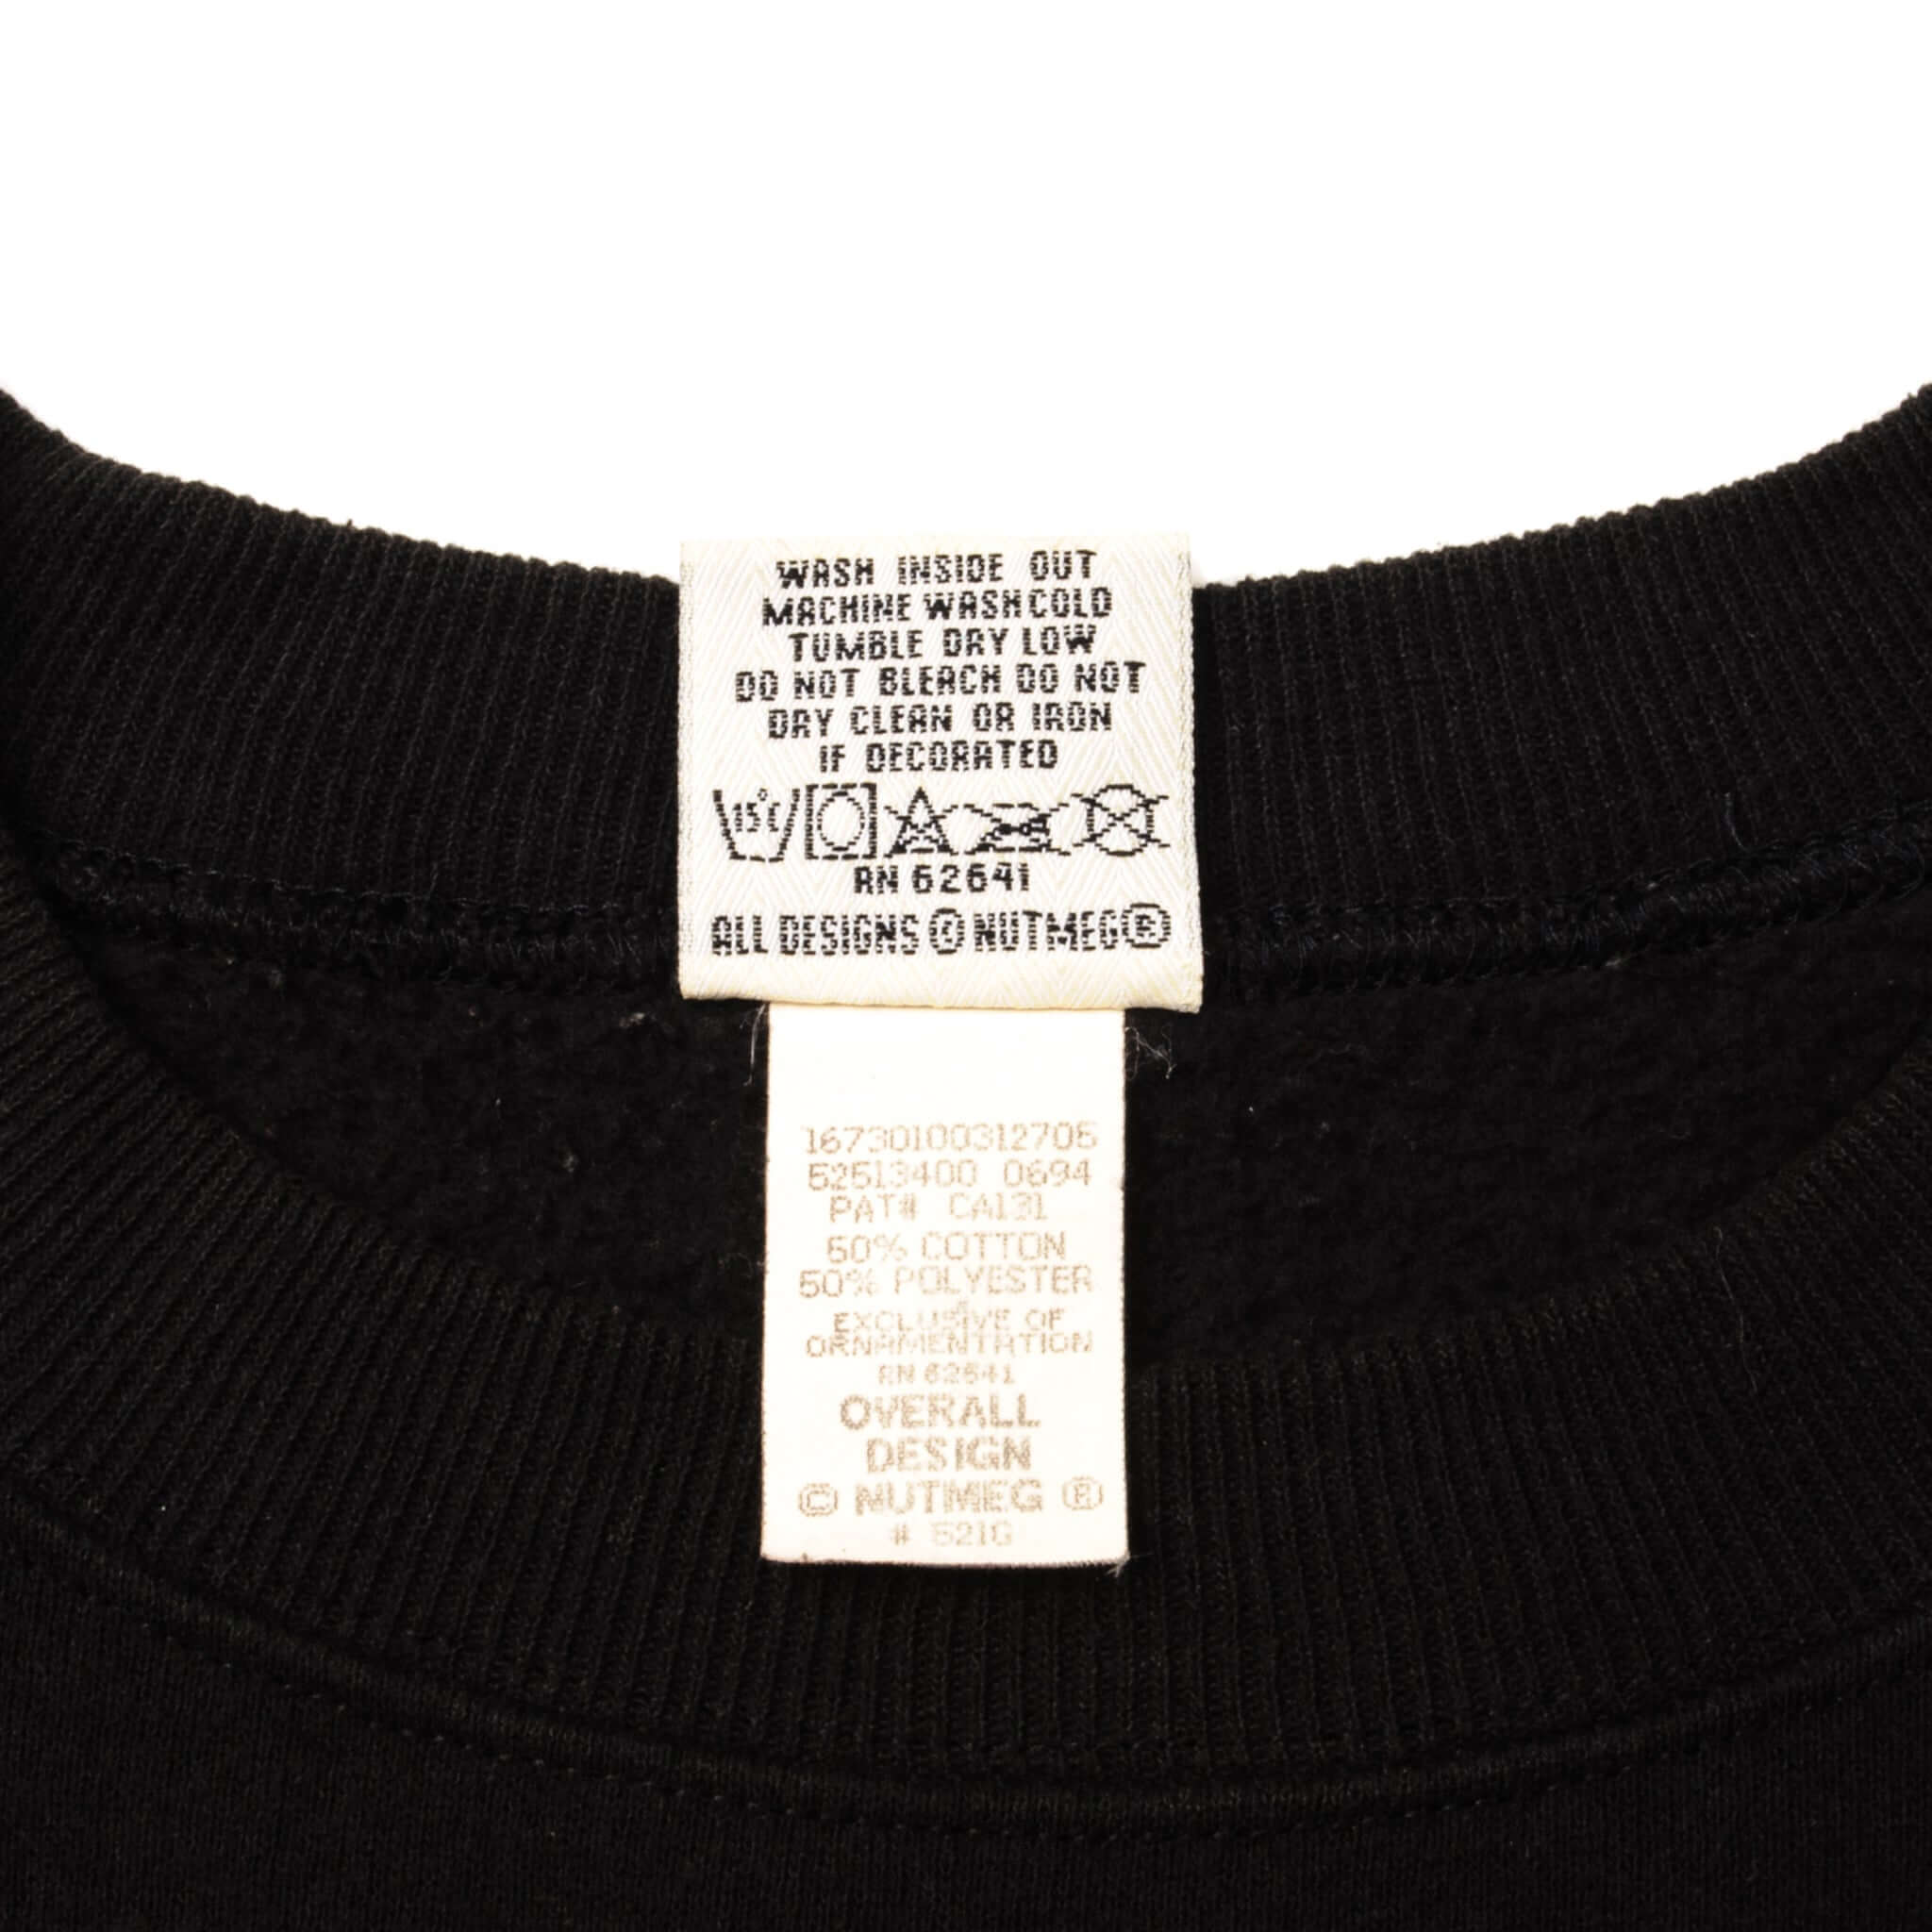 WASH INSIDE OUT
MACHINE WASH COLD
TUMBLE DRY LOW
DO NOT BLEACH DO NOT
DRY CLEAN OR IRON
IF DECORATED
15°C
RN 62641
ALL DESIGNS © NUTMEG®
16730100312705
52513400 0694
PAT# CA131
50% COTTON
50% POLYESTER
EXCLUSIVE OF
ORNAMENTATION
RN 62641
OVERALL
DESIGN
© NUTMEG ®
# 521G